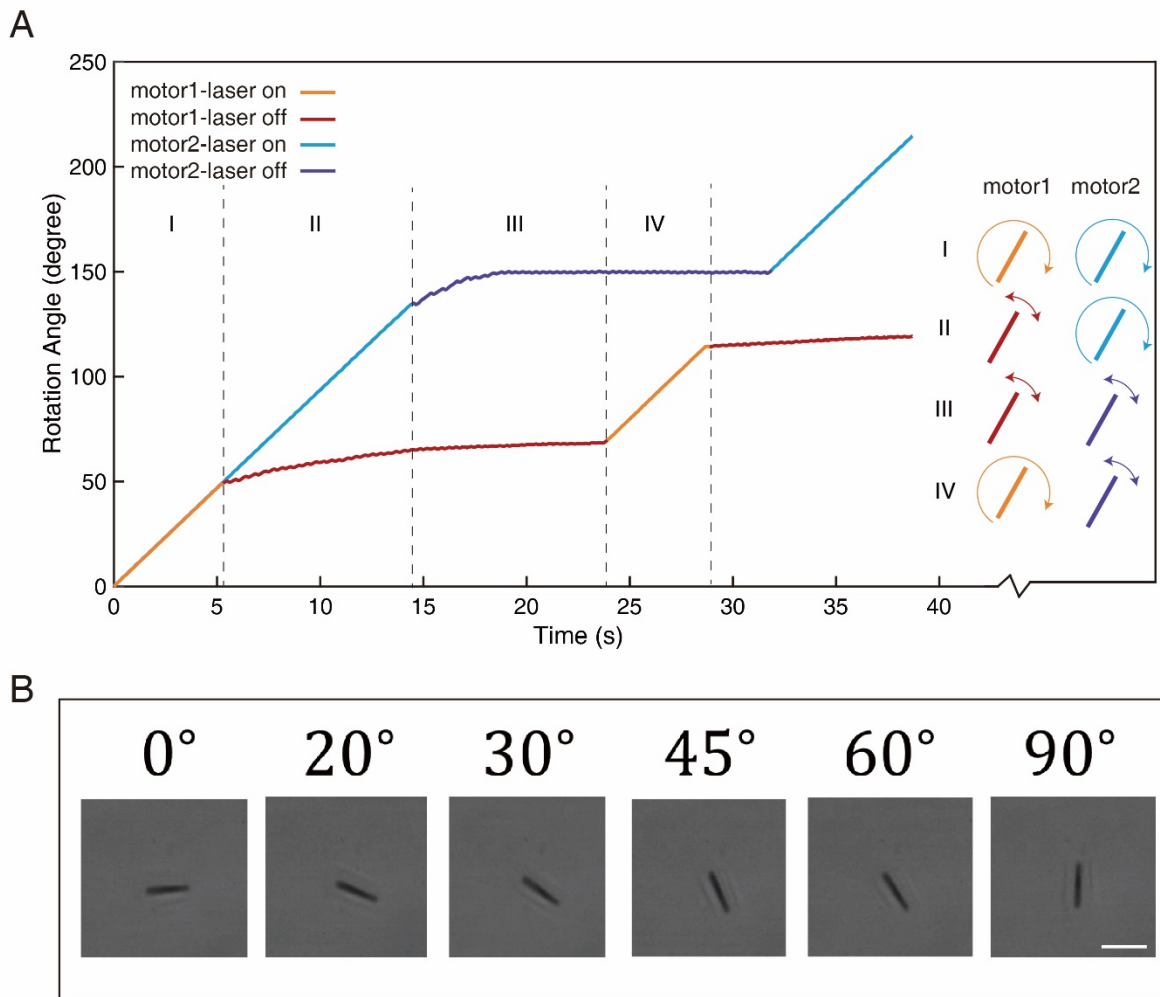 A
250
200
150
100
50
0
Rotation Angle (degree)
motor1-laser on
motor1-laser off
motor2-laser on
motor2-laser off
I II III IV
motor1 motor2
I
II
III
IV
0 5 10 15 20 25 30 35 40
Time (s)
B
0° 20° 30° 45° 60° 90°